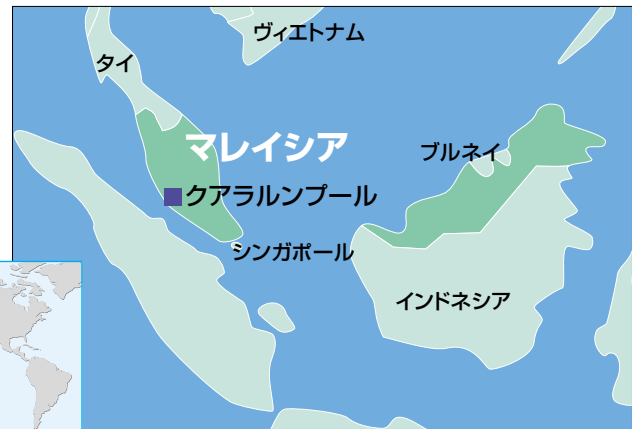 ヴィエトナム
タイ
マレイシア
ブルネイ
クアラルンプール
シンガポール
インドネシア